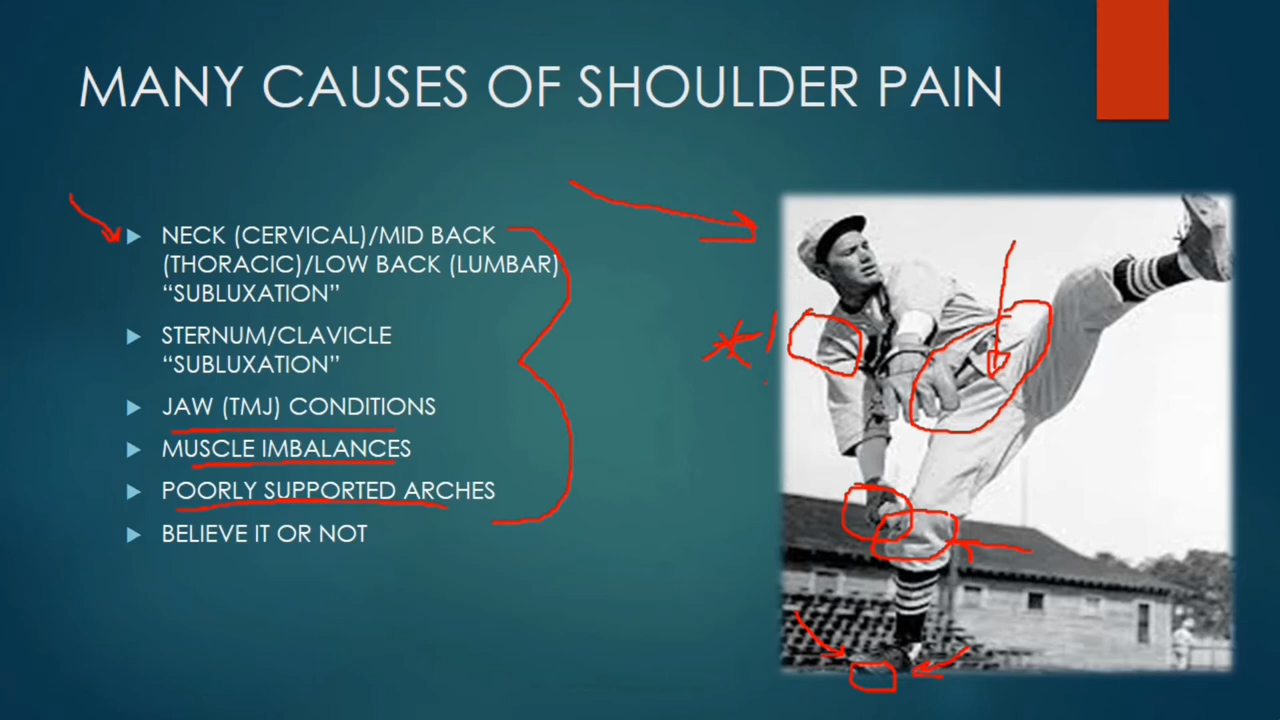 MANY CAUSES OF SHOULDER PAIN
NECK (CERVICAL)/MID BACK
(THORACIC)/LOW BACK (LUMBAR)
“SUBLUXATION”
STERNUM/CLAVICLE
“SUBLUXATION”
JAW (TMJ) CONDITIONS
MUSCLE IMBALANCES
POORLY SUPPORTED ARCHES
BELIEVE IT OR NOT